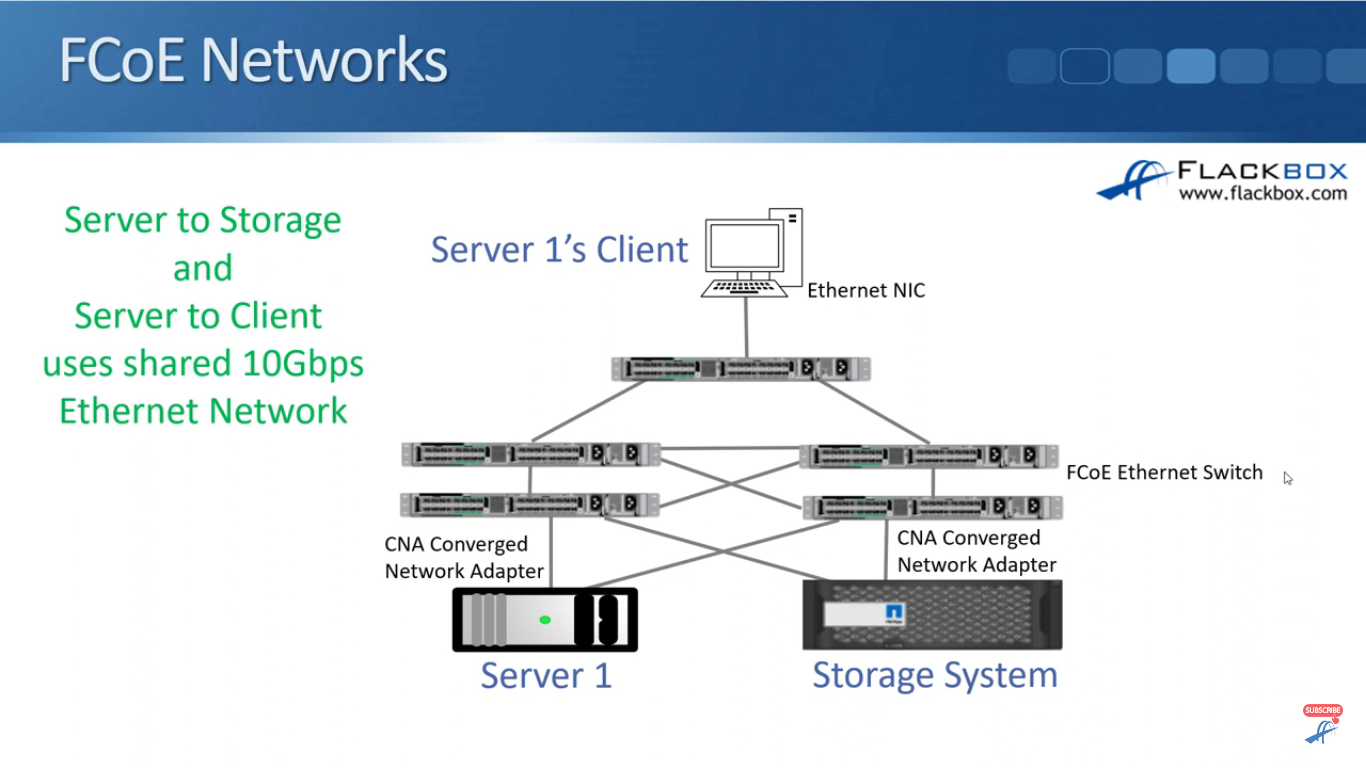 FCoE Networks
FLACKBOX
www.flackbox.com
Server to Storage
and
Server to Client
uses shared 10Gbps
Ethernet Network
Server 1's Client
Ethernet NIC
FCoE Ethernet Switch
CNA Converged
Network Adapter
CNA Converged
Network Adapter
Server 1
Storage System
SUBSCRIBE